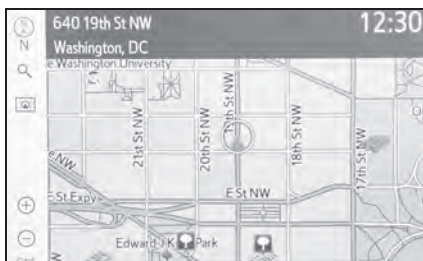 640 19th St NW
12:30
N
Washington, DC
e Washington University
21st St NW
20th St NW
19th St NW
18th St NW
17th St NW
e NW
E St Expy
E St NW
Edward J K Park